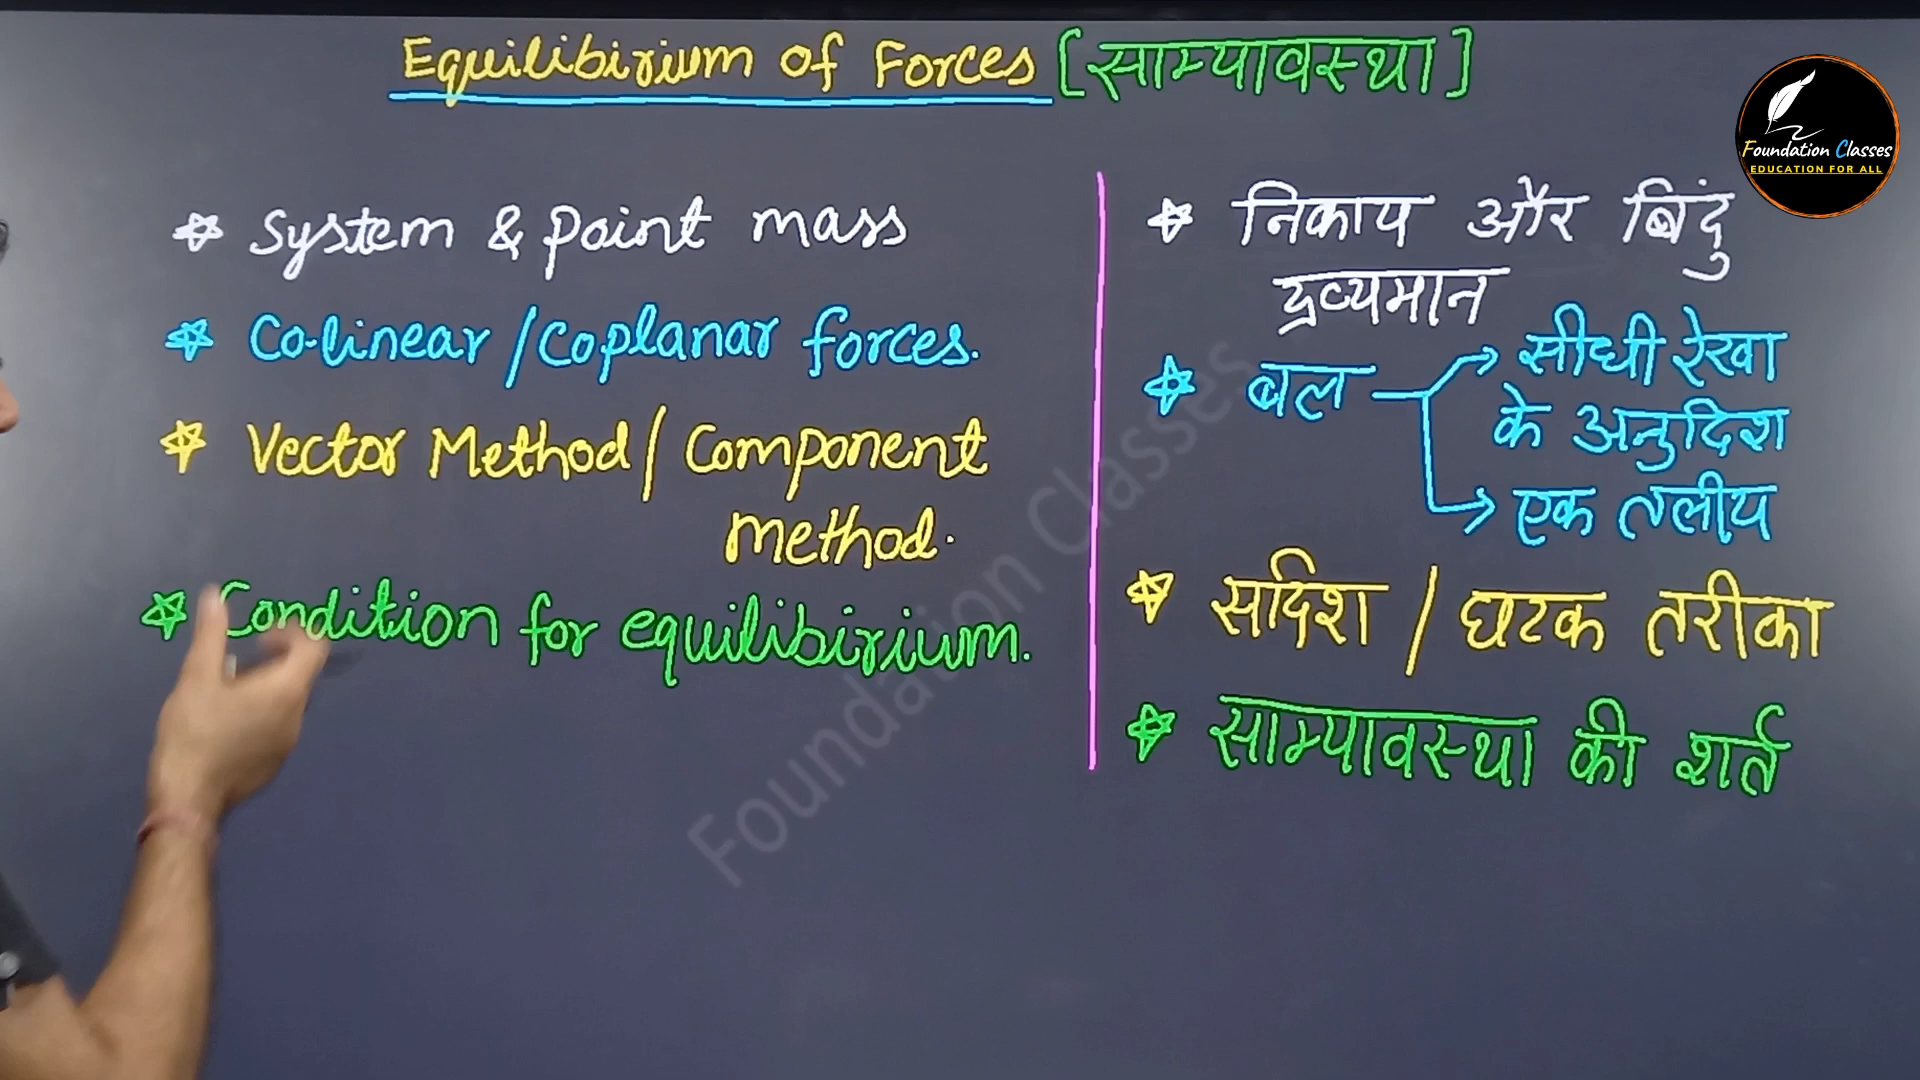 Equilibirium of Forces [साम्यावस्था]
Foundation Classes
EDUCATION FOR ALL
☆ System & point mass
☆ Co-linear / Coplanar forces.
☆ Vector Method / Component
Method.
☆ Condition for equilibirium.
☆ निकाय और बिंदु
द्रव्यमान
☆ बल → सीधी रेखा
के अनुदिश
→ एक तलीय
☆ सदिश / घटक तरीका
☆ साम्यावस्था की शर्त
Foundation Classes